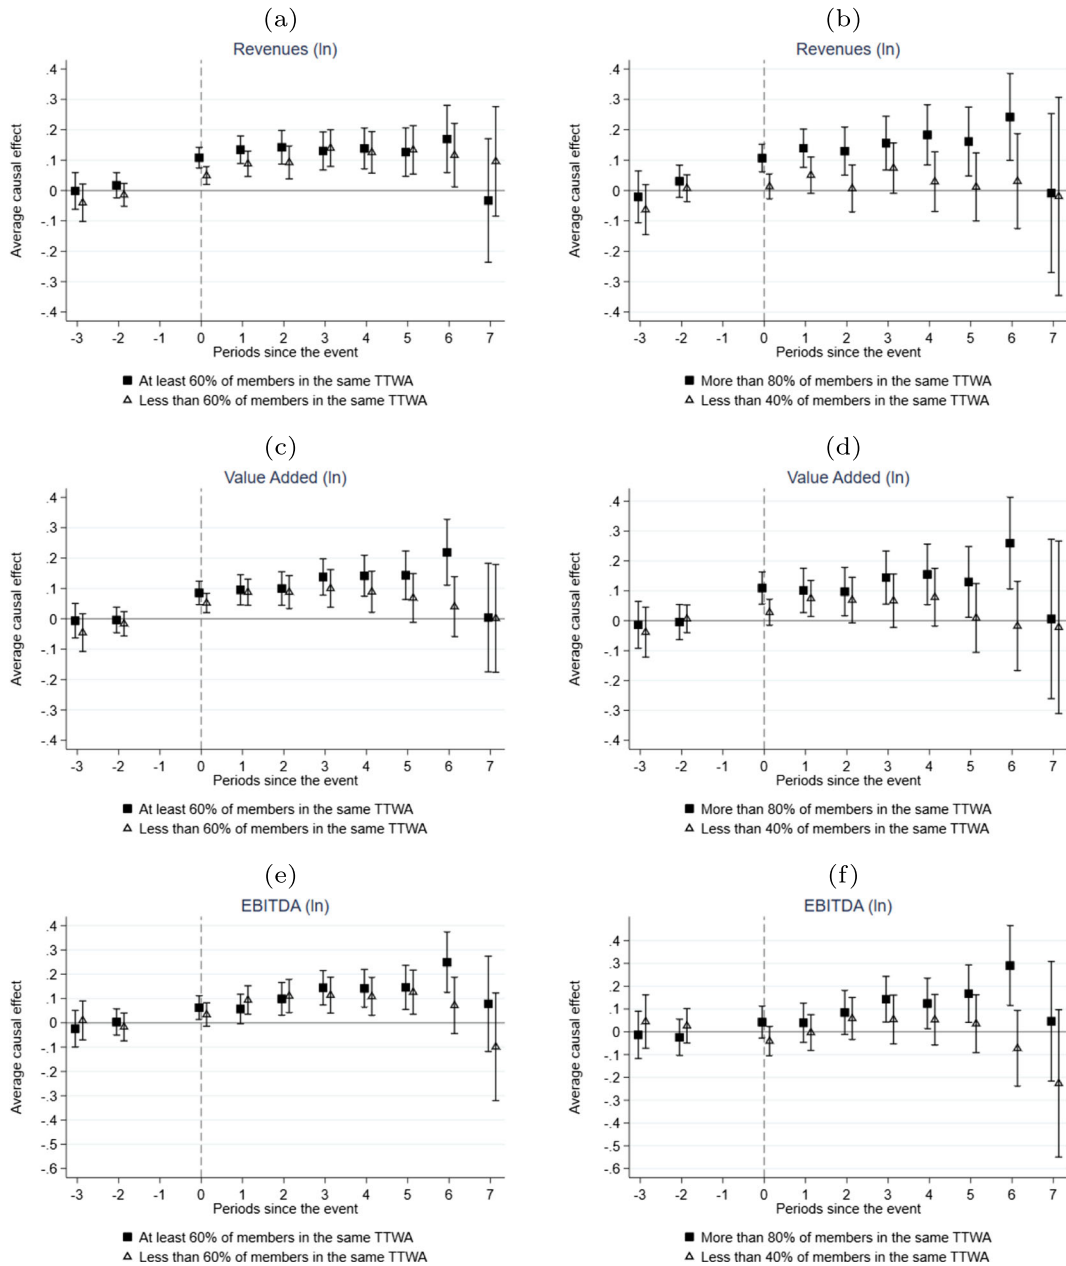 (a)
Revenues (ln)
Average causal effect
.4
.3
.2
.1
0
-.1
-.2
-.3
-.4
-3 -2 -1 0 1 2 3 4 5 6 7
Periods since the event
At least 60% of members in the same TTWA
Less than 60% of members in the same TTWA
(b)
Revenues (ln)
Average causal effect
.4
.3
.2
.1
0
-.1
-.2
-.3
-.4
-3 -2 -1 0 1 2 3 4 5 6 7
Periods since the event
More than 80% of members in the same TTWA
Less than 40% of members in the same TTWA
(c)
Value Added (ln)
Average causal effect
.4
.3
.2
.1
0
-.1
-.2
-.3
-.4
-3 -2 -1 0 1 2 3 4 5 6 7
Periods since the event
At least 60% of members in the same TTWA
Less than 60% of members in the same TTWA
(d)
Value Added (ln)
Average causal effect
.4
.3
.2
.1
0
-.1
-.2
-.3
-.4
-3 -2 -1 0 1 2 3 4 5 6 7
Periods since the event
More than 80% of members in the same TTWA
Less than 40% of members in the same TTWA
(e)
EBITDA (ln)
Average causal effect
.4
.3
.2
.1
0
-.1
-.2
-.3
-.4
-.5
-.6
-3 -2 -1 0 1 2 3 4 5 6 7
Periods since the event
At least 60% of members in the same TTWA
Less than 60% of members in the same TTWA
(f)
EBITDA (ln)
Average causal effect
.4
.3
.2
.1
0
-.1
-.2
-.3
-.4
-.5
-.6
-3 -2 -1 0 1 2 3 4 5 6 7
Periods since the event
More than 80% of members in the same TTWA
Less than 40% of members in the same TTWA